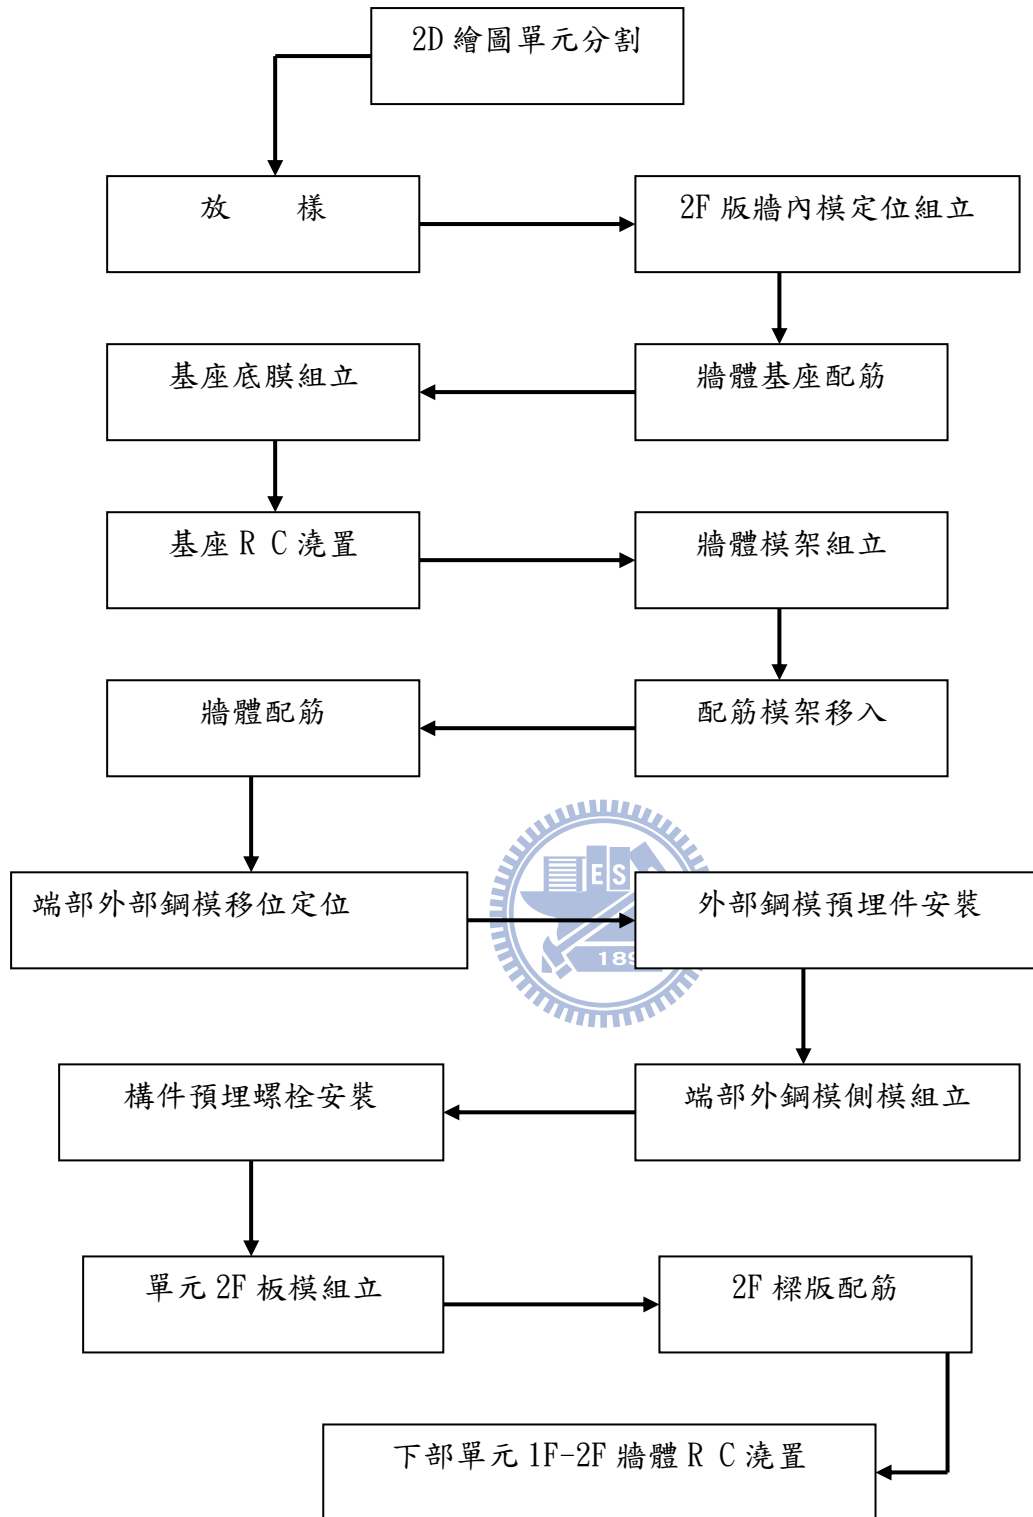 2D 繪圖單元分割
放 樣
2F 版牆內模定位組立
牆體基座配筋
基座底膜組立
基座 R C 澆置
牆體模架組立
配筋模架移入
牆體配筋
端部外部鋼模移位定位
外部鋼模預埋件安裝
ES
189
端部外鋼模側模組立
構件預埋螺栓安裝
單元 2F 板模組立
2F 樑版配筋
下部單元 1F-2F 牆體 R C 澆置